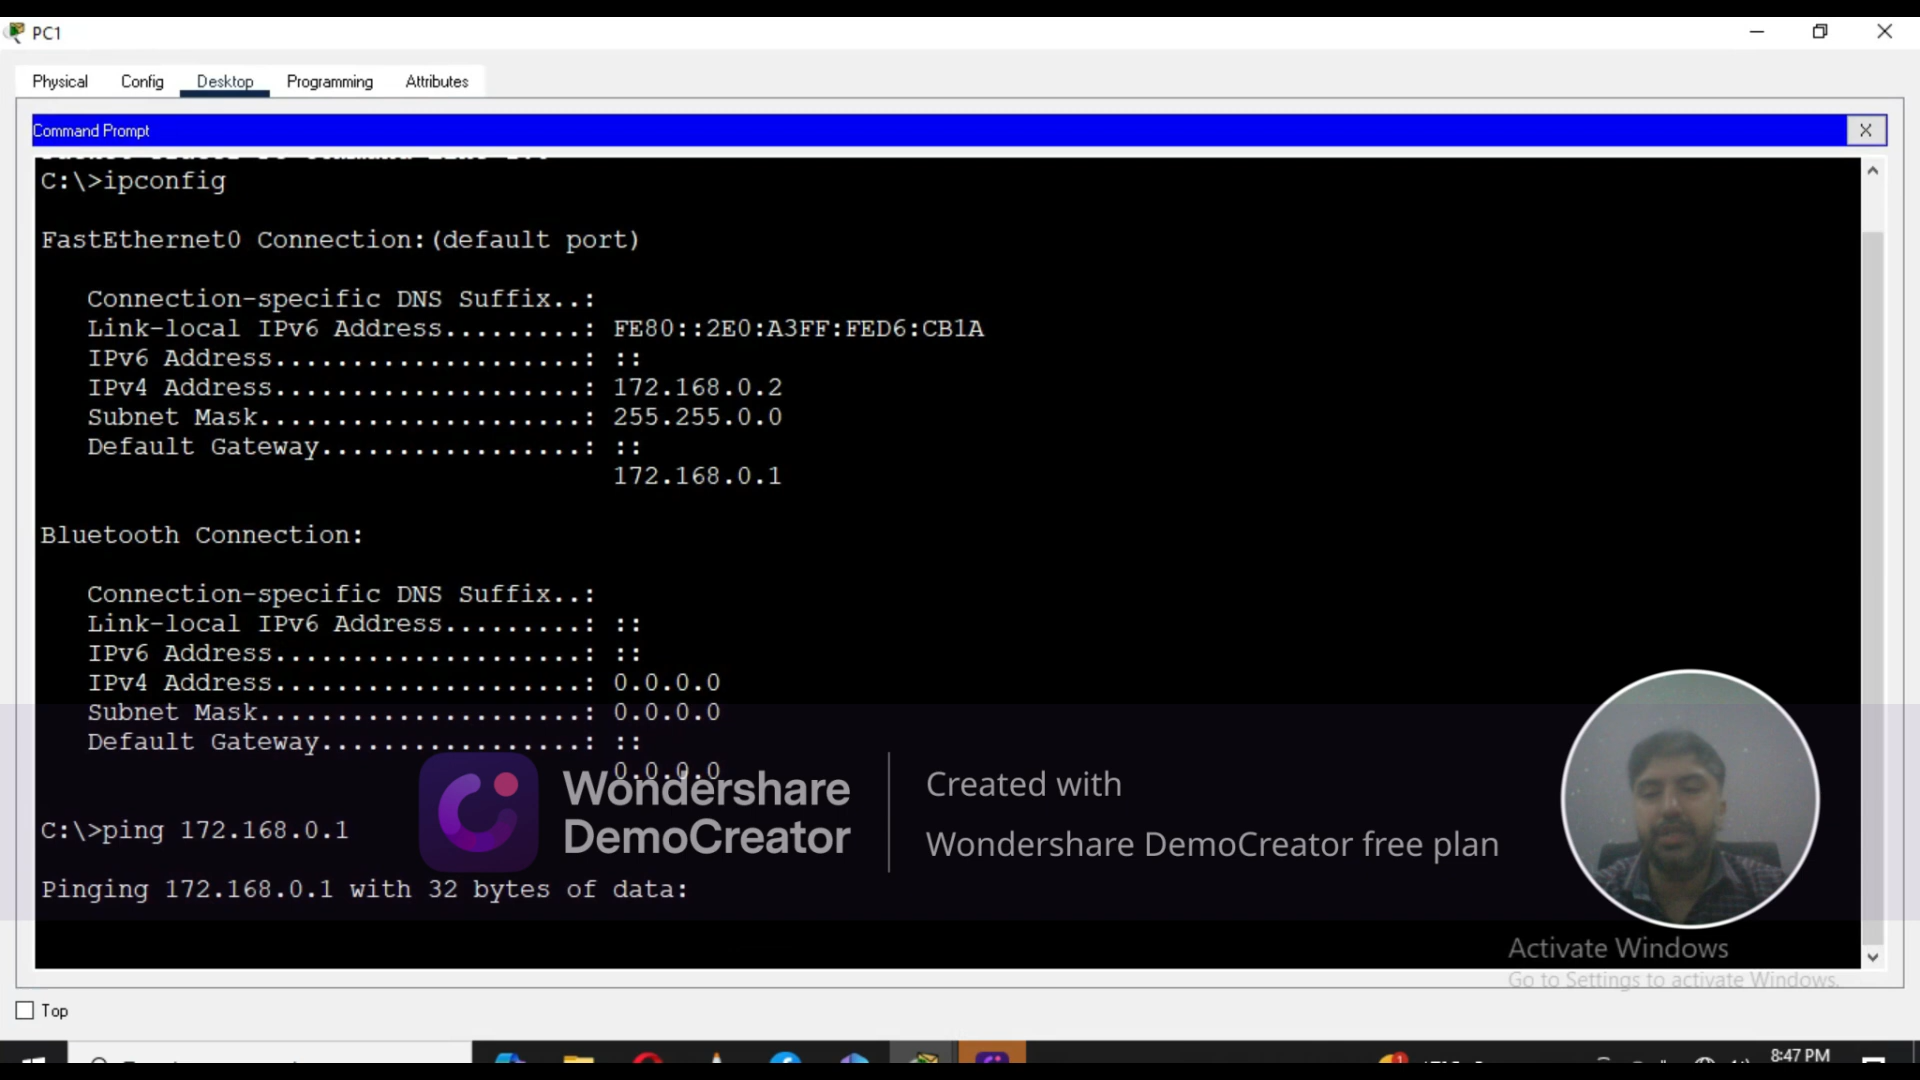 PC1
Physical Config Desktop Programming Attributes
Command Prompt X
C:\>ipconfig
FastEthernet0 Connection:(default port)
Connection-specific DNS Suffix..:
Link-local IPv6 Address.........: FE80::2E0:A3FF:FED6:CB1A
IPv6 Address....................: ::
IPv4 Address....................: 172.168.0.2
Subnet Mask.....................: 255.255.0.0
Default Gateway.................: ::
172.168.0.1
Bluetooth Connection:
Connection-specific DNS Suffix..:
Link-local IPv6 Address.........: ::
IPv6 Address....................: ::
IPv4 Address....................: 0.0.0.0
Subnet Mask.....................: 0.0.0.0
Default Gateway.................: ::
0.0.0.0
C:\>ping 172.168.0.1
Pinging 172.168.0.1 with 32 bytes of data:
Wondershare
DemoCreator
Created with
Wondershare DemoCreator free plan
Activate Windows
Go to Settings to activate Windows.
Top
8:47 PM